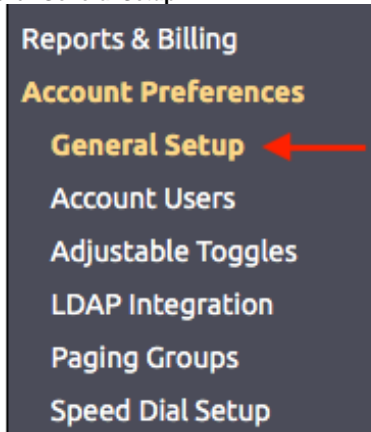 Reports & Billing
Account Preferences
General Setup
Account Users
Adjustable Toggles
LDAP Integration
Paging Groups
Speed Dial Setup